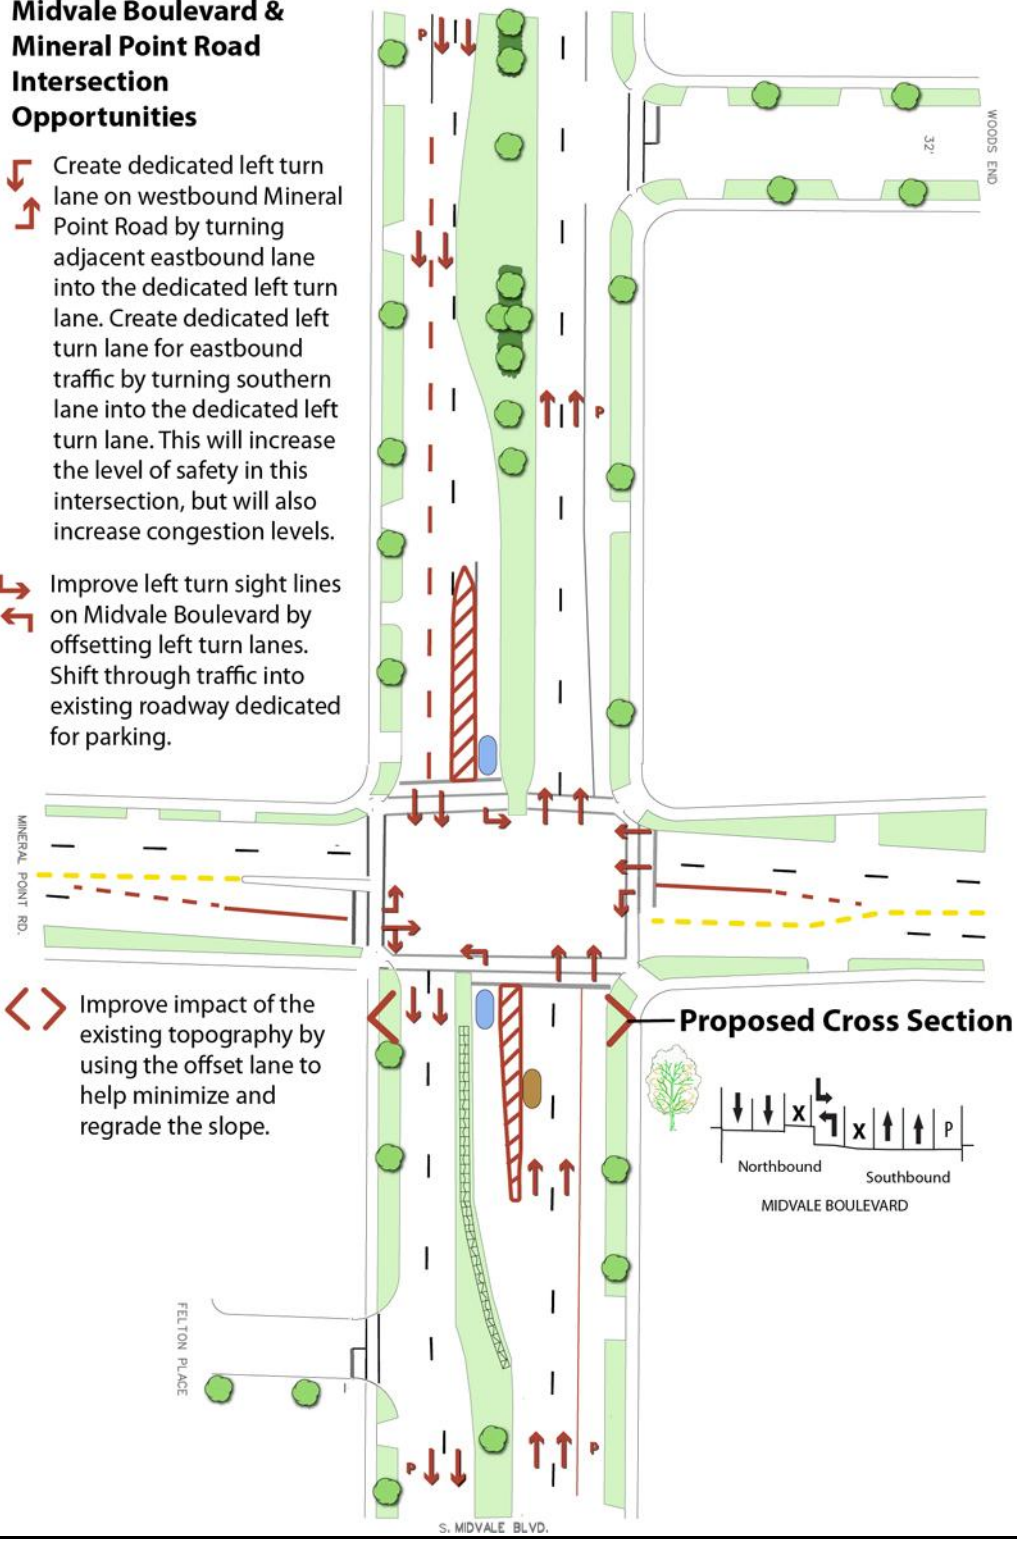 Midvale Boulevard &
Mineral Point Road
Intersection
Opportunities
Create dedicated left turn
lane on westbound Mineral
Point Road by turning
adjacent eastbound lane
into the dedicated left turn
lane. Create dedicated left
turn lane for eastbound
traffic by turning southern
lane into the dedicated left
turn lane. This will increase
the level of safety in this
intersection, but will also
increase congestion levels.
Improve left turn sight lines
on Midvale Boulevard by
offsetting left turn lanes.
Shift through traffic into
existing roadway dedicated
for parking.
Improve impact of the
existing topography by
using the offset lane to
help minimize and
regrade the slope.
P
WOODS END
32'
P
MINERAL POINT RD.
Proposed Cross Section
X
X
P
Northbound
Southbound
MIDVALE BOULEVARD
FELTON PLACE
P
P
S. MIDVALE BLVD.